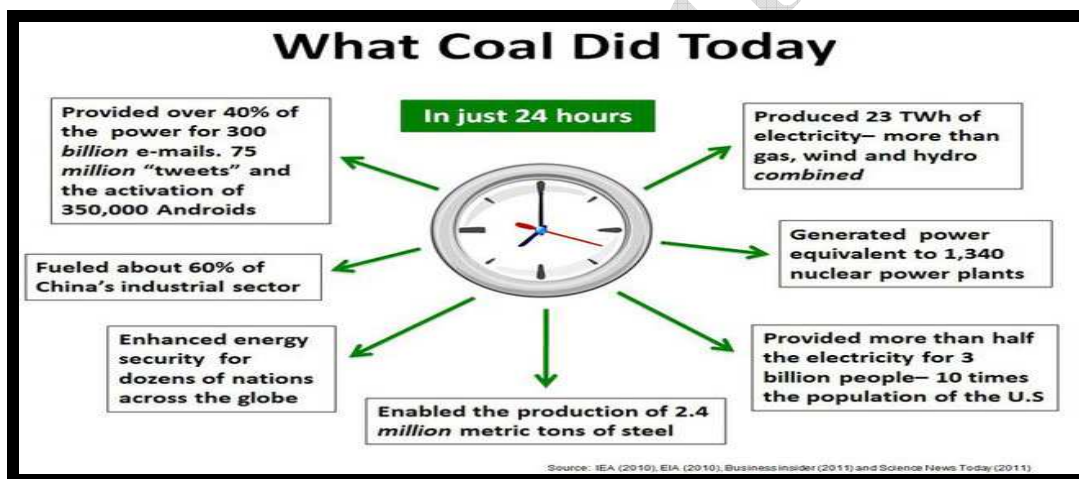 What Coal Did Today
In just 24 hours
Provided over 40% of
the power for 300
billion e-mails. 75
million “tweets” and
the activation of
350,000 Androids
Fueled about 60% of
China’s industrial sector
Enhanced energy
security for
dozens of nations
across the globe
Enabled the production of 2.4
million metric tons of steel
Produced 23 TWh of
electricity– more than
gas, wind and hydro
combined
Generated power
equivalent to 1,340
nuclear power plants
Provided more than half
the electricity for 3
billion people– 10 times
the population of the U.S
Source: IEA (2010), EIA (2010), Business insider (2011) and Science News Today (2011)